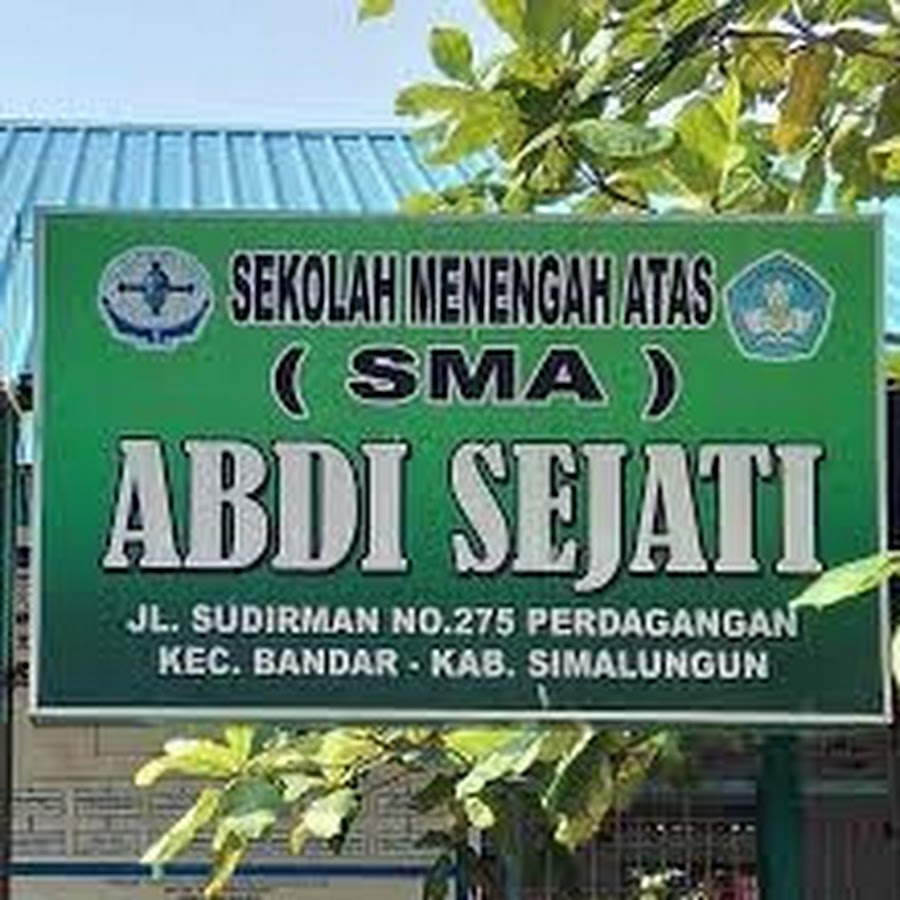 SEKOLAH MENENGAH ATAS
( SMA )
ABDI SEJATI
JL. SUDIRMAN NO.275 PERDAGANGAN
KEC. BANDAR - KAB. SIMALUNGUN